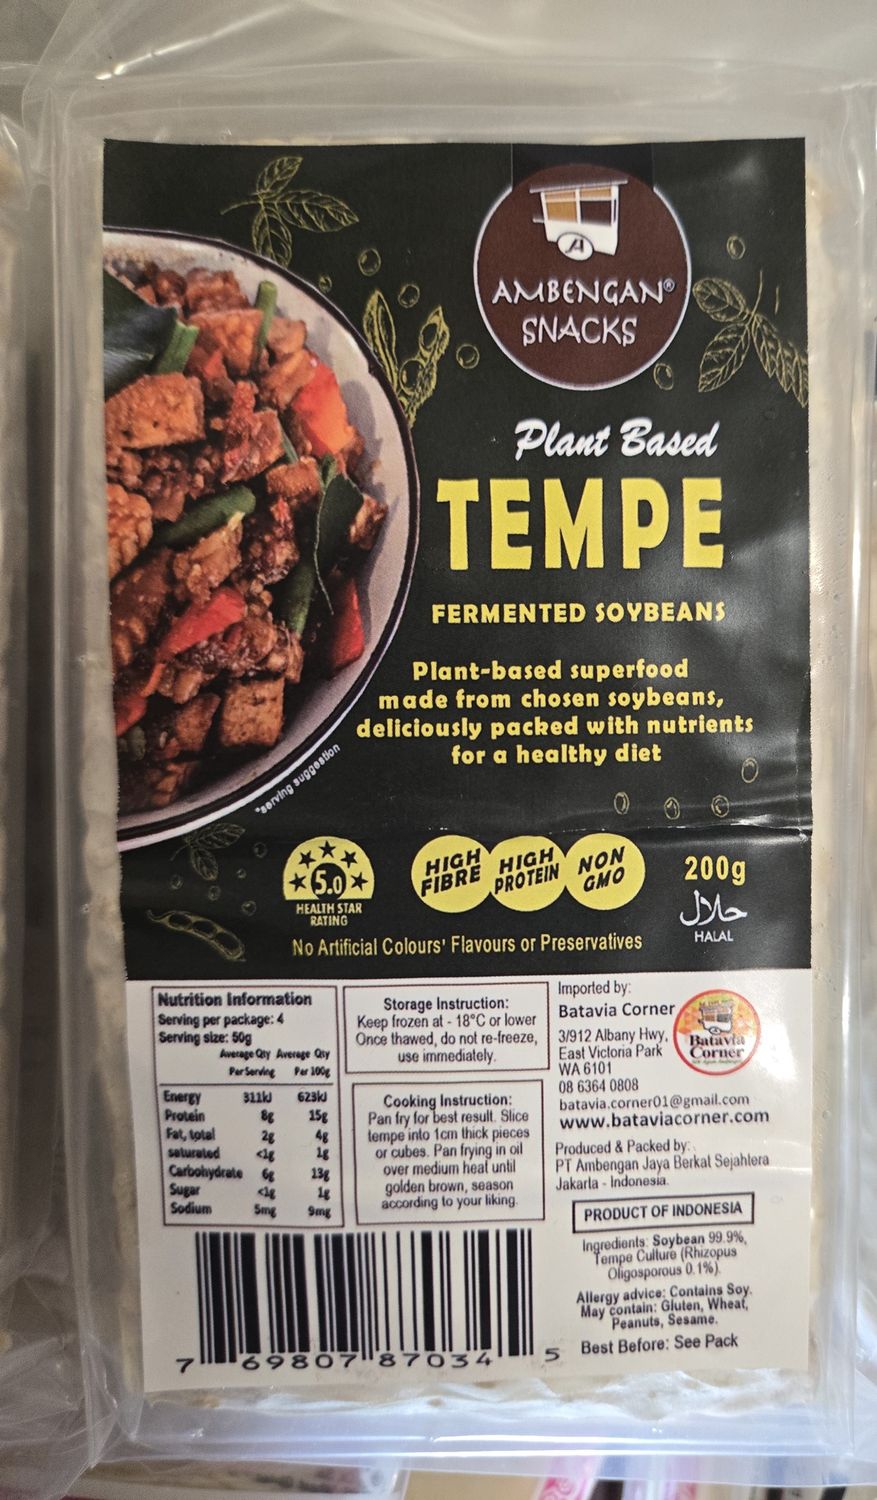 A
AMBENGAN®
SNACKS
Plant Based
TEMPE
FERMENTED SOYBEANS
Plant-based superfood
made from chosen soybeans,
deliciously packed with nutrients
for a healthy diet
*serving suggestion
5.0
HEALTH STAR
RATING
HIGH
FIBRE
HIGH
PROTEIN
NON
GMO
200g
حلال
HALAL
No Artificial Colours' Flavours or Preservatives
Nutrition Information
Serving per package: 4
Serving size: 50g
Average Qty Average Qty
Per Serving Per 100g
Energy 311kJ 623kJ
Protein 8g 15g
Fat, total 2g 4g
saturated <1g 1g
Carbohydrate 6g 13g
Sugar <1g 1g
Sodium 5mg 9mg
Storage Instruction:
Keep frozen at - 18°C or lower
Once thawed, do not re-freeze,
use immediately.
Cooking Instruction:
Pan fry for best result. Slice
tempe into 1cm thick pieces
or cubes. Pan frying in oil
over medium heat until
golden brown, season
according to your liking.
Imported by:
Batavia Corner
3/912 Albany Hwy,
East Victoria Park
WA 6101
08 6364 0808
batavia.corner01@gmail.com
www.bataviacorner.com
Batavia
Corner
Produced & Packed by:
PT Ambengan Jaya Berkat Sejahtera
Jakarta - Indonesia.
PRODUCT OF INDONESIA
Ingredients: Soybean 99.9%,
Tempe Culture (Rhizopus
Oligosporous 0.1%).
Allergy advice: Contains Soy.
May contain: Gluten, Wheat,
Peanuts, Sesame.
Best Before: See Pack
7 69807 87034 5